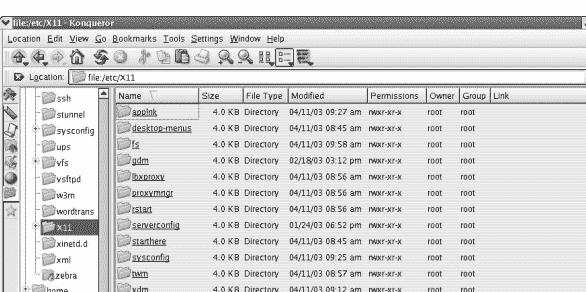 file:/etc/X11 - Konqueror
Location Edit View Go Bookmarks Tools Settings Window Help
Location: file:/etc/X11
ssh
stunnel
sysconfig
ups
vfs
vsftpd
w3m
wordtrans
X11
xinetd.d
xml
zebra
home
Name Size File Type Modified Permissions Owner Group Link
applnk 4.0 KB Directory 04/11/03 09:27 am rwxr-xr-x root root
desktop-menus 4.0 KB Directory 04/11/03 08:45 am rwxr-xr-x root root
fs 4.0 KB Directory 04/11/03 09:58 am rwxr-xr-x root root
gdm 4.0 KB Directory 02/18/03 03:12 pm rwxr-xr-x root root
lbxproxy 4.0 KB Directory 04/11/03 08:56 am rwxr-xr-x root root
proxymngr 4.0 KB Directory 04/11/03 08:56 am rwxr-xr-x root root
rstart 4.0 KB Directory 04/11/03 08:56 am rwxr-xr-x root root
serverconfig 4.0 KB Directory 01/24/03 06:52 pm rwxr-xr-x root root
starthere 4.0 KB Directory 04/11/03 08:45 am rwxr-xr-x root root
sysconfig 4.0 KB Directory 04/11/03 09:25 am rwxr-xr-x root root
twm 4.0 KB Directory 04/11/03 08:57 am rwxr-xr-x root root
xdm 4.0 KB Directory 04/11/03 09:12 am rwxr-xr-x root root